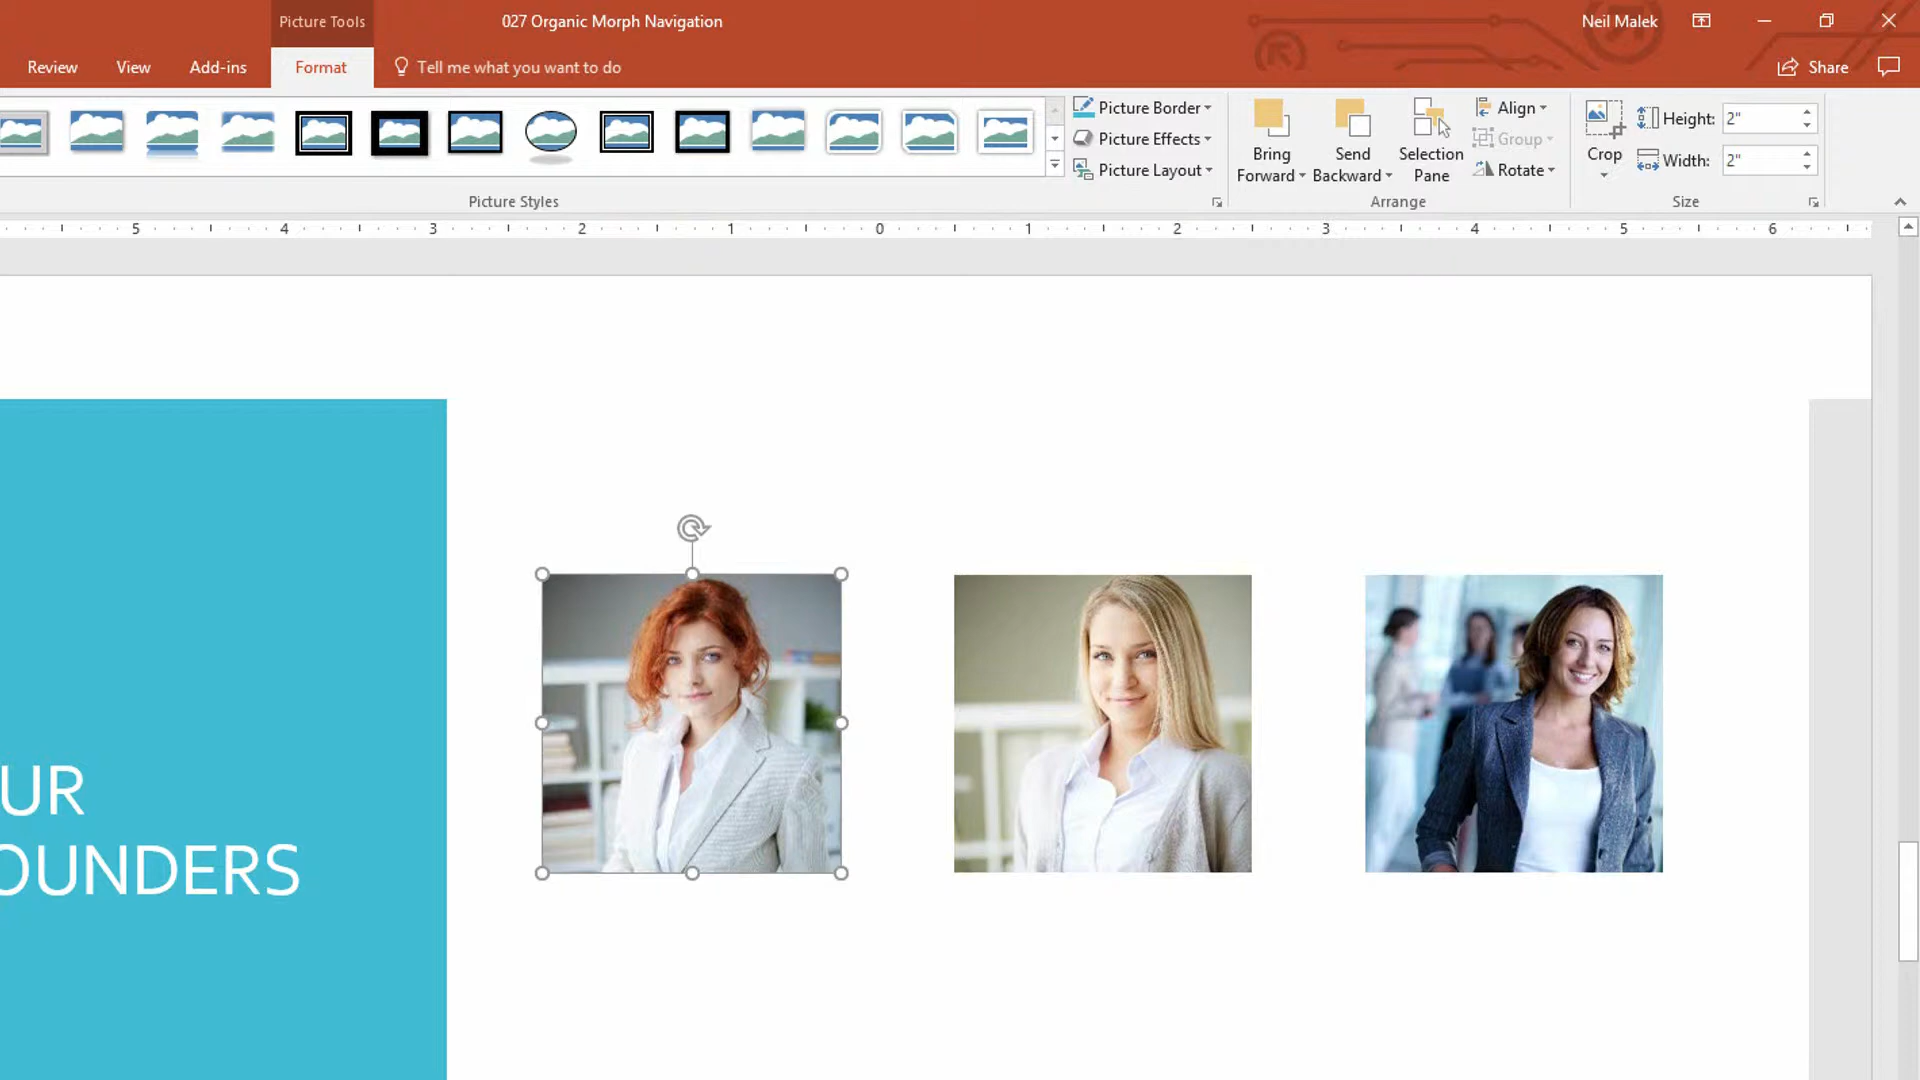 Picture Tools
027 Organic Morph Navigation
Neil Malek
Review
View
Add-ins
Format
Tell me what you want to do
Share
Picture Border
Picture Effects
Picture Layout
Picture Styles
Bring
Forward
Send
Backward
Selection
Pane
Align
Group
Rotate
Arrange
Crop
Height: 2"
Width: 2"
Size
5 4 3 2 1 0 1 2 3 4 5 6
UR
OUNDERS